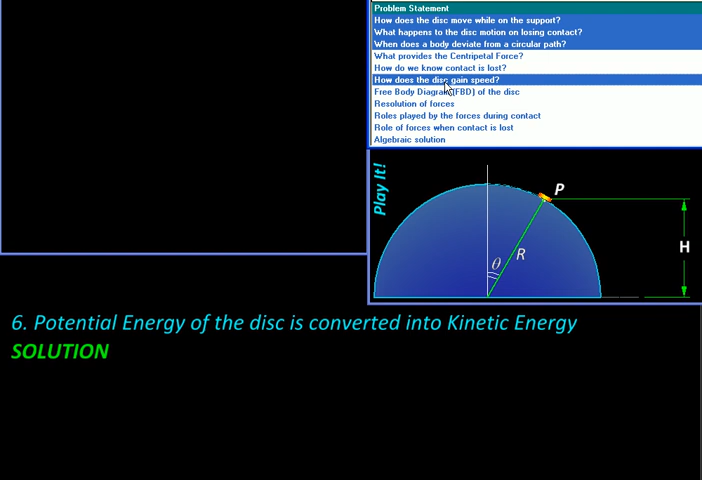 Problem Statement
How does the disc move while on the support?
What happens to the disc motion on losing contact?
When does a body deviate from a circular path?
What provides the Centripetal Force?
How do we know contact is lost?
How does the disc gain speed?
Free Body Diagram (FBD) of the disc
Resolution of forces
Roles played by the forces during contact
Role of forces when contact is lost
Algebraic solution
Play It!
P
H
R
θ
6. Potential Energy of the disc is converted into Kinetic Energy
SOLUTION